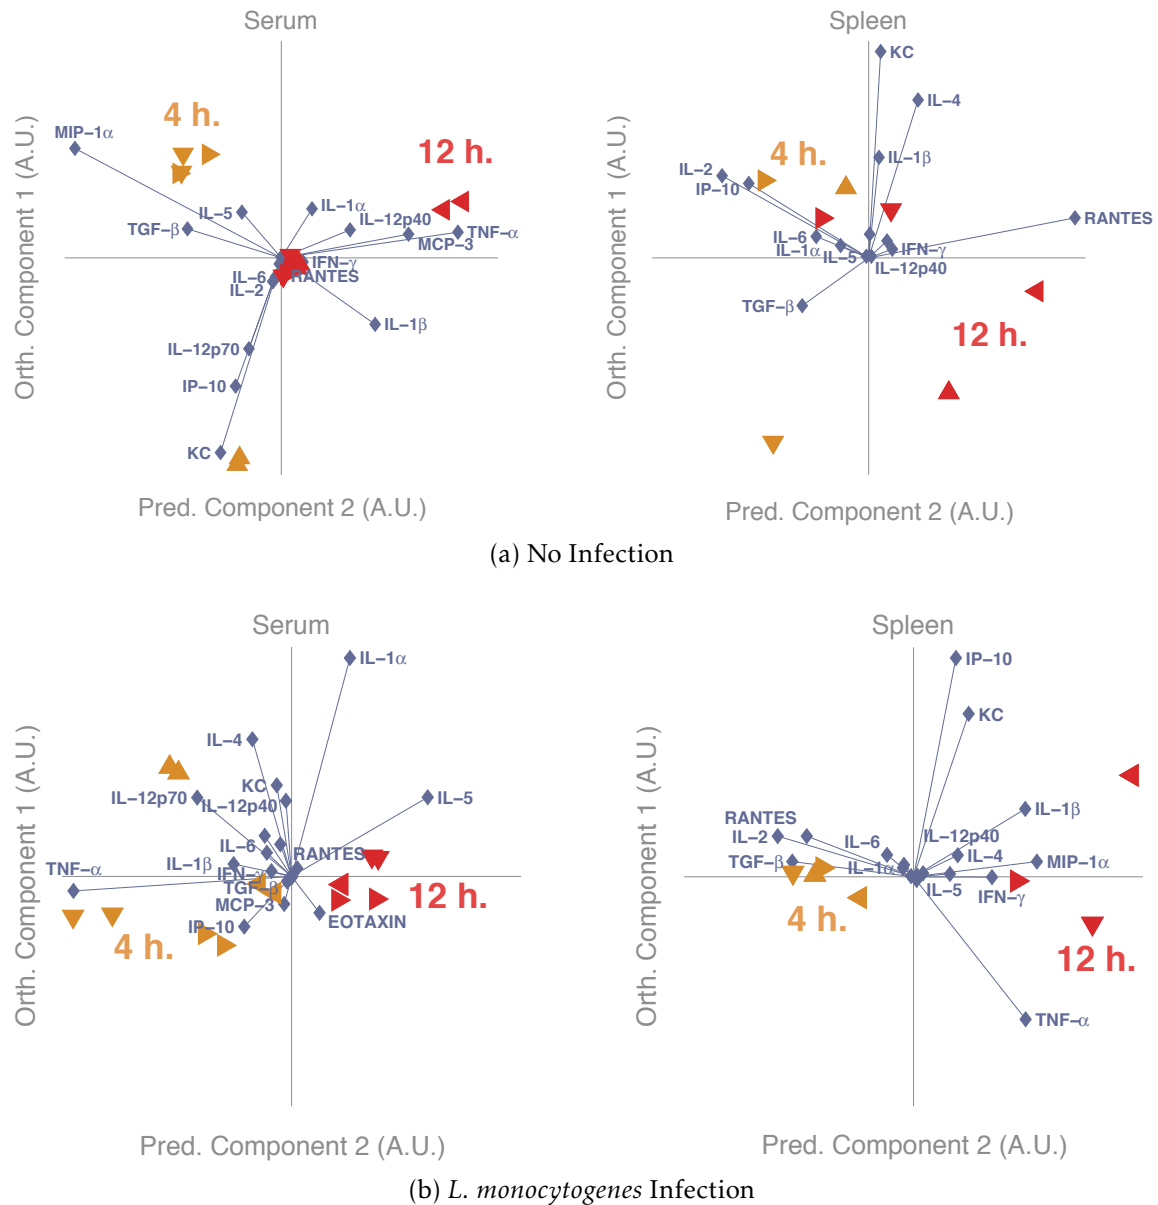 Serum
Orth. Component 1 (A.U.)
4 h.
12 h.
MIP−1α
IL−5
TGF−β
IL−1α
IL−12p40
TNF−α
MCP−3
IFN−γ
RANTES
IL−6
IL−2
IL−1β
IL−12p70
IP−10
KC
Pred. Component 2 (A.U.)
Spleen
Orth. Component 1 (A.U.)
KC
IL−4
4 h.
IL−1β
IL−2
IP−10
RANTES
IL−6
IL−1α
IL−5
IFN−γ
IL−12p40
TGF−β
12 h.
Pred. Component 2 (A.U.)
(a) No Infection
Serum
Orth. Component 1 (A.U.)
IL−1α
IL−4
KC
IL−12p70
IL−12p40
IL−5
IL−6
RANTES
IL−1β
TNF−α
IFN−γ
TGF−β
MCP−3
12 h.
EOTAXIN
IP−10
4 h.
Pred. Component 2 (A.U.)
Spleen
Orth. Component 1 (A.U.)
IP−10
KC
IL−1β
RANTES
IL−2
IL−6
IL−12p40
TGF−β
IL−1α
IL−4
MIP−1α
IL−5
IFN−γ
4 h.
12 h.
TNF−α
Pred. Component 2 (A.U.)
(b) L. monocytogenes Infection